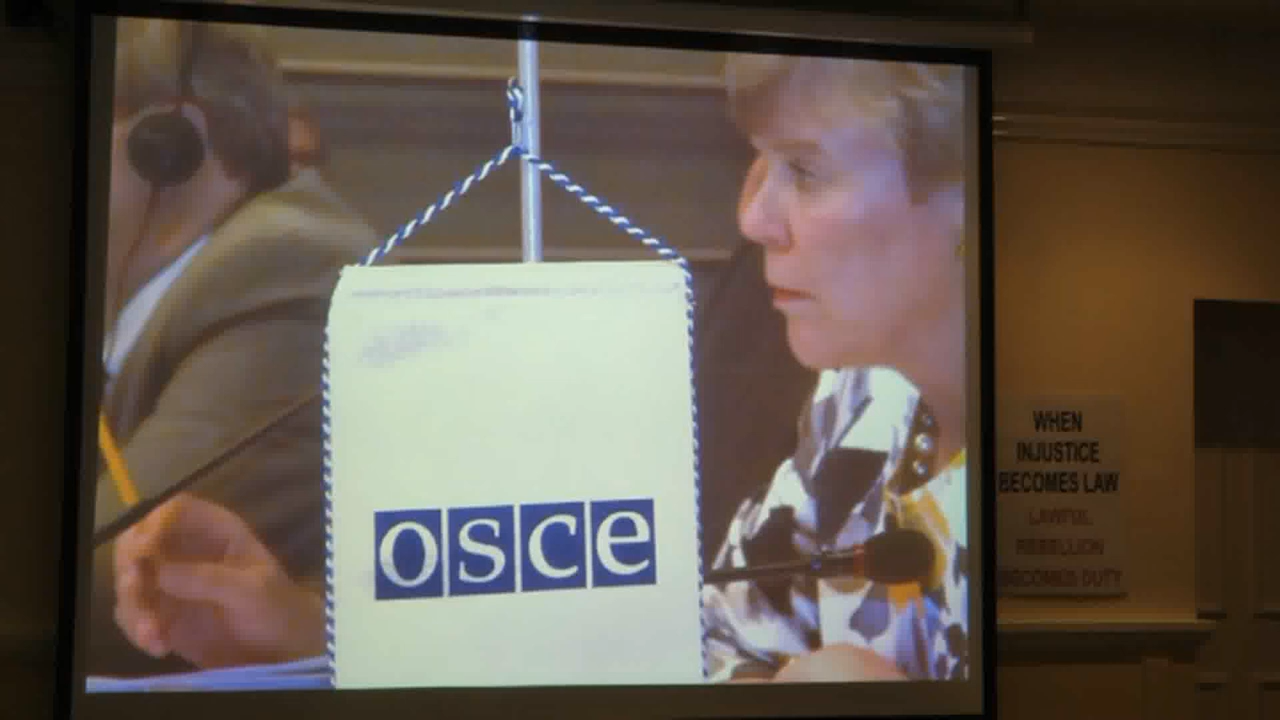 osce
WHEN
INJUSTICE
BECOMES LAW
LAWFUL
REBELLION
BECOMES DUTY